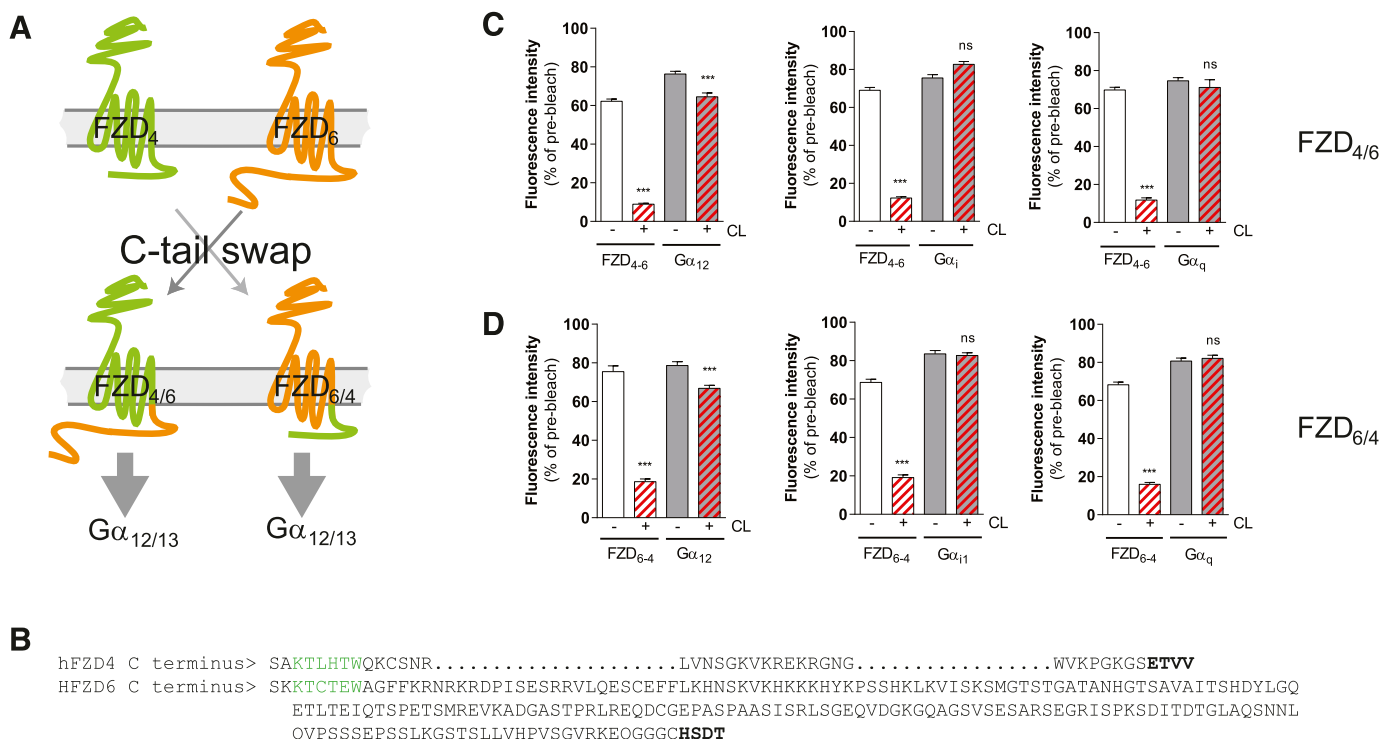 A
FZD4
FZD6
C-tail swap
FZD4/6
FZD6/4
Gα12/13
Gα12/13
C
Fluorescence intensity
(% of pre-bleach)
100
80
60
40
20
0
***
***
- + - + CL
FZD4-6 Gα12
Fluorescence intensity
(% of pre-bleach)
100
80
60
40
20
0
***
ns
- + - + CL
FZD4-6 Gαi
Fluorescence intensity
(% of pre-bleach)
100
80
60
40
20
0
***
ns
- + - + CL
FZD4-6 Gαq
FZD4/6
D
Fluorescence intensity
(% of pre-bleach)
100
80
60
40
20
0
***
***
- + - + CL
FZD6-4 Gα12
Fluorescence intensity
(% of pre-bleach)
100
80
60
40
20
0
***
ns
- + - + CL
FZD6-4 Gαi1
Fluorescence intensity
(% of pre-bleach)
100
80
60
40
20
0
***
ns
- + - + CL
FZD6-4 Gαq
FZD6/4
B
hFZD4 C terminus> SAKTLHTWQKCSNR.....................LVNSGKVKREKRGNG.................WVKPGKGSETVV
HFZD6 C terminus> SKKTCTEWAGFFKRNRKRDPISESRRVLQESCEFFLKHNSKVKHKKKHYKPSSHKLKVISKSMGTSTGATANHGTSAVAITSHDYLGQ
ETLTEIQTSPETSMREVKADGASTPRLREQDCGEPASPAASISRLSGEQVDGKGQAGSVSESARSEGRISPKSDITDTGLAQSNNL
QVPSSSEPSSLKGSTSLLVHPVSGVRKEQGGGCHSDT